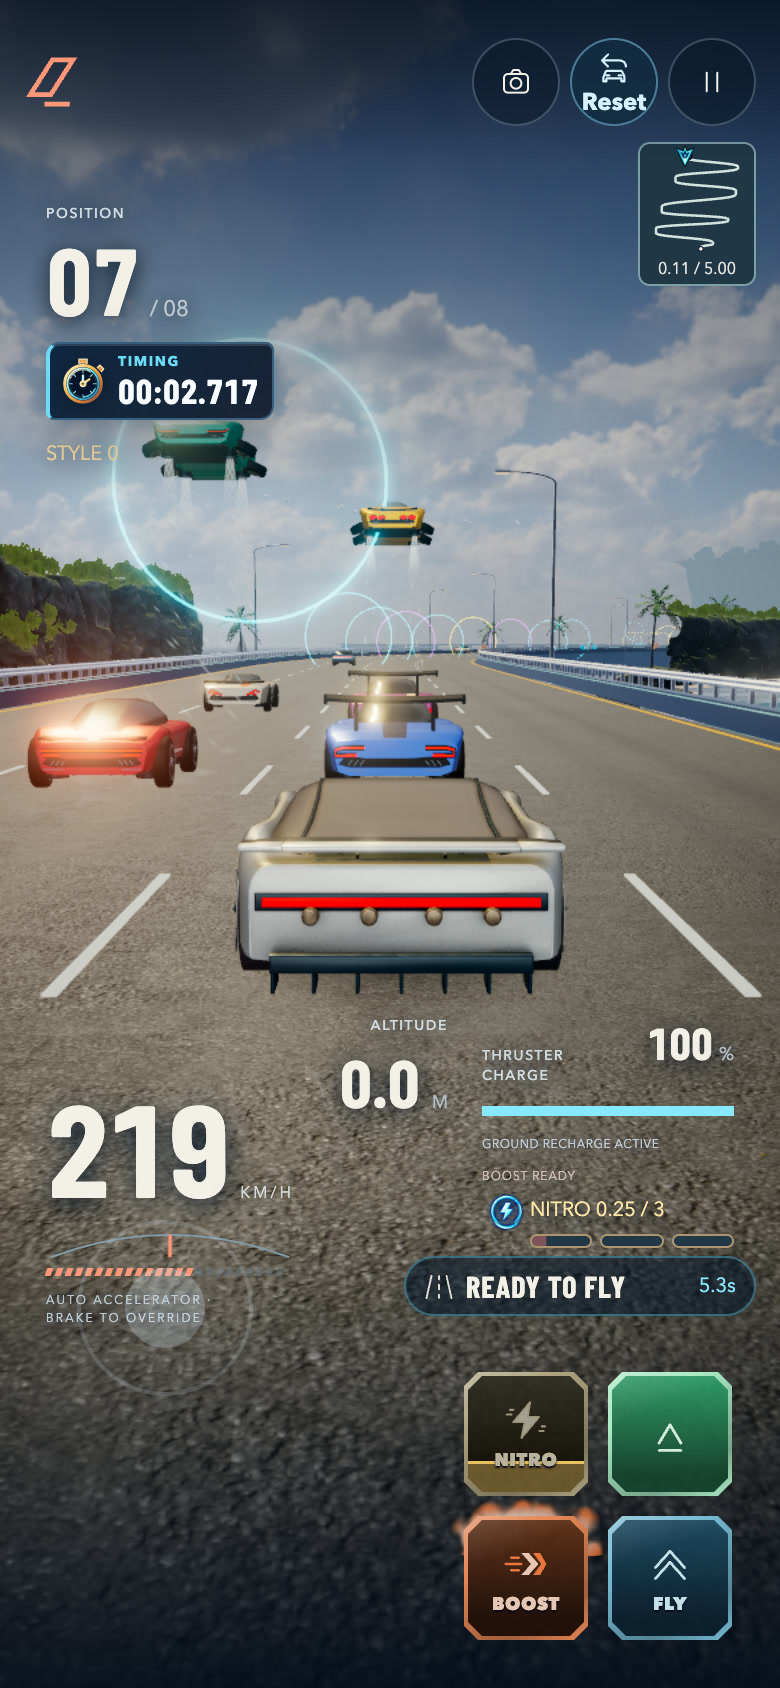 Reset
POSITION
07 / 08
0.11 / 5.00
TIMING
00:02.717
STYLE 0
ALTITUDE
0.0 M
THRUSTER
CHARGE
100 %
GROUND RECHARGE ACTIVE
BOOST READY
219 KM/H
NITRO 0.25 / 3
READY TO FLY 5.3s
AUTO ACCELERATOR ·
BRAKE TO OVERRIDE
NITRO
BOOST
FLY